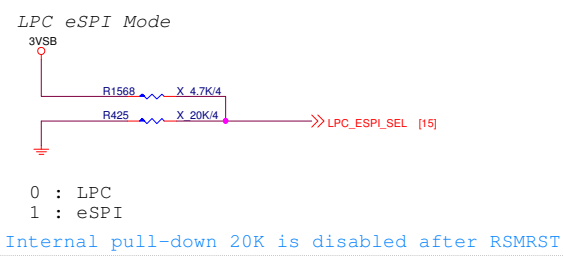 LPC eSPI Mode
3VSB
R1568 X_4.7K/4
R425 X_20K/4
LPC_ESPI_SEL [15]
0 : LPC
1 : eSPI
Internal pull-down 20K is disabled after RSMRST